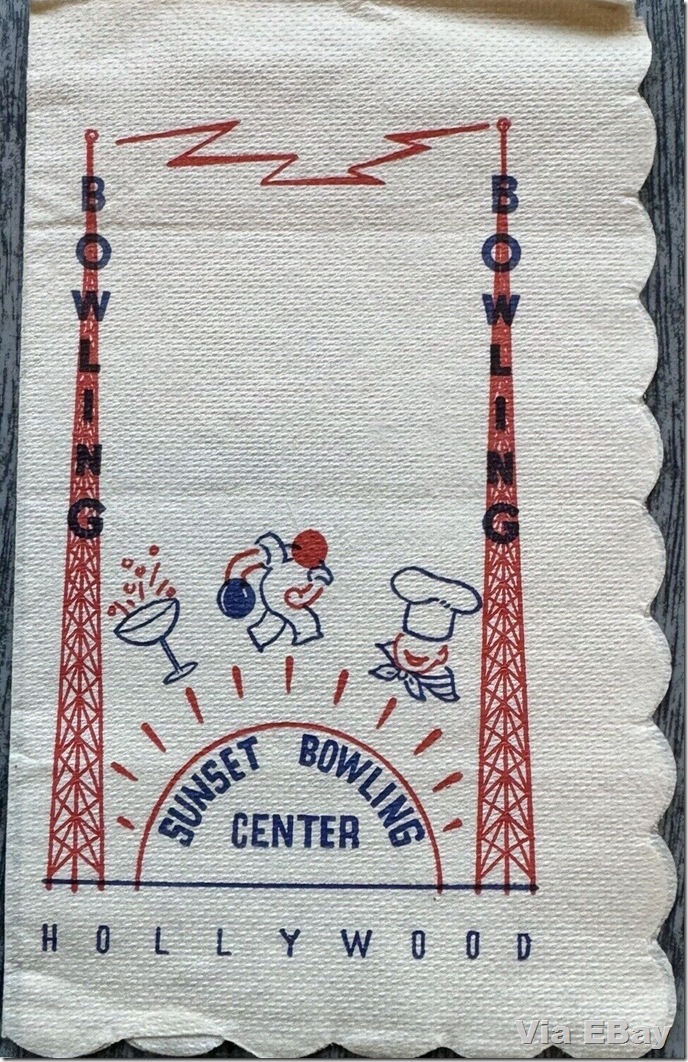 BOWLING
BOWLING
SUNSET BOWLING
CENTER
HOLLYWOOD
Via EBay